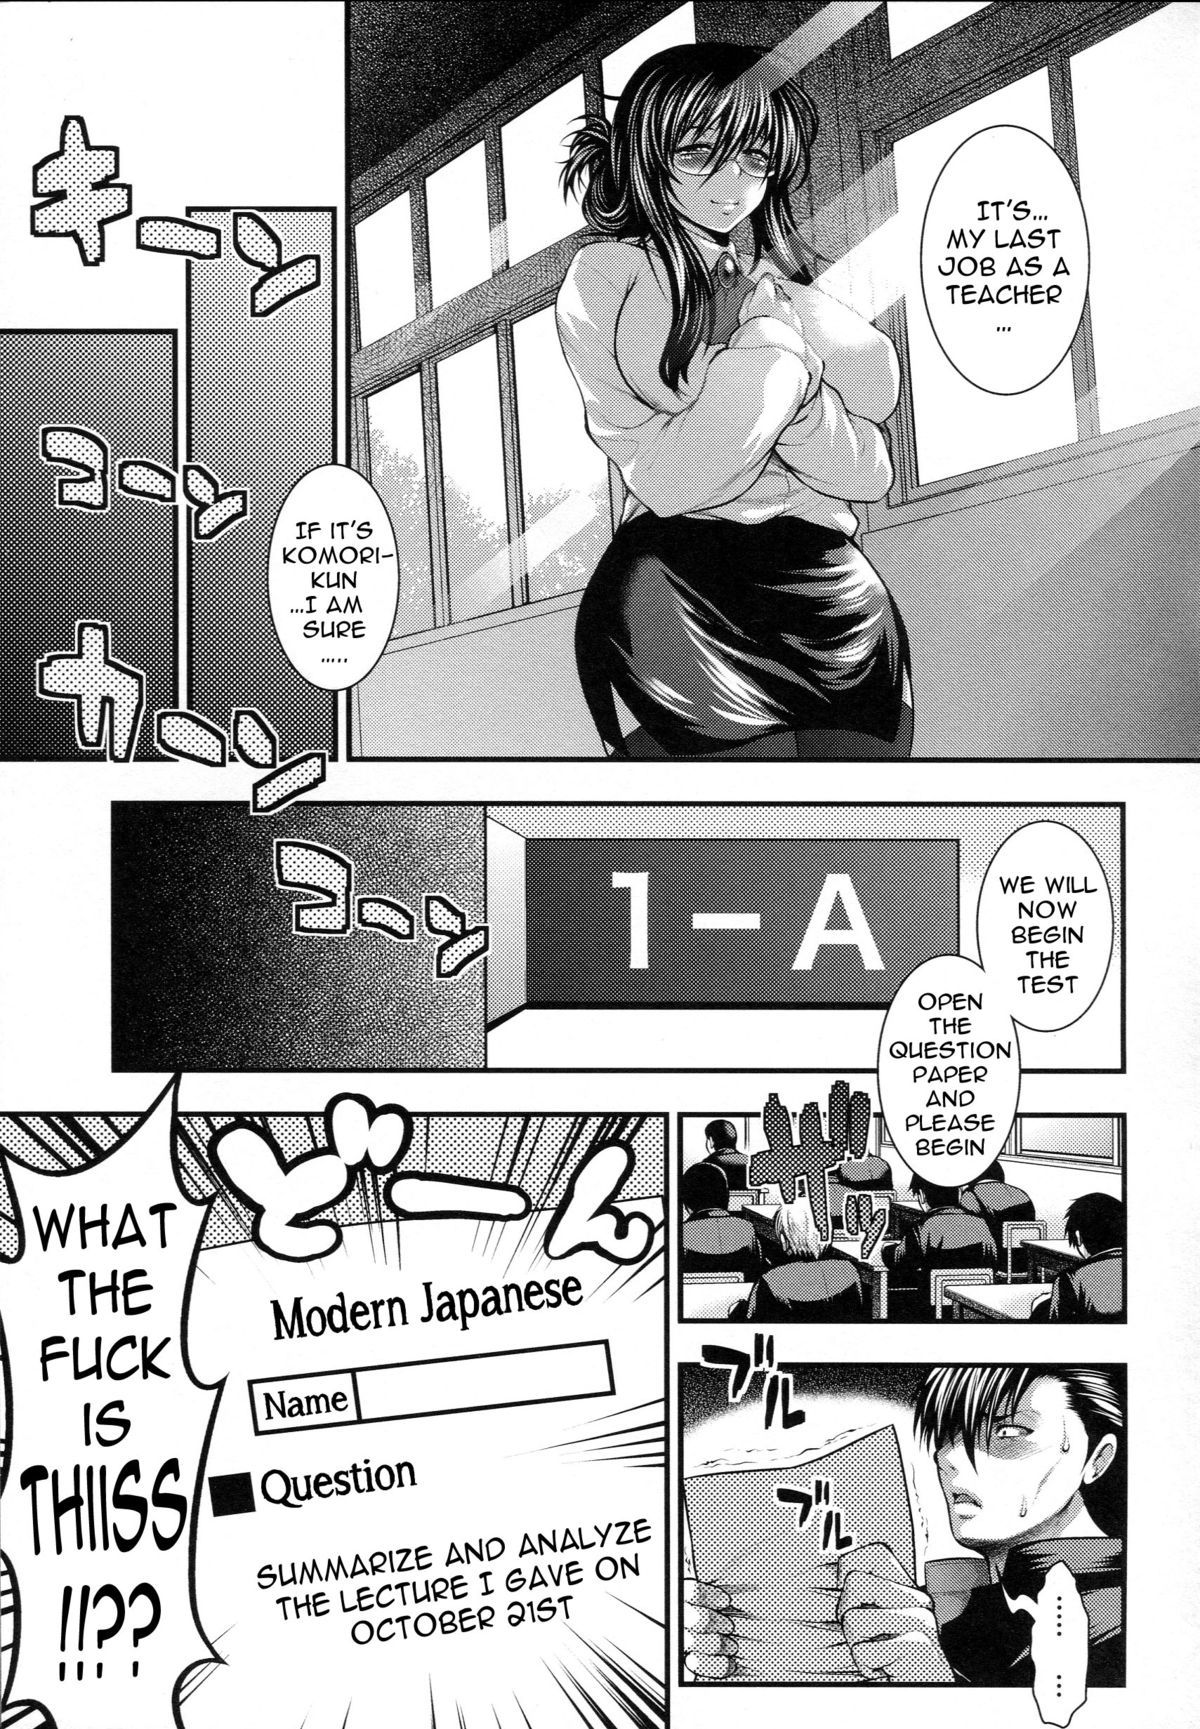 IT'S...
MY LAST
JOB AS A
TEACHER
...
IF IT'S
KOMORI-
KUN
...I AM
SURE
.....
キーン
コーン
カーン
コーン
1-A
WE WILL
NOW
BEGIN
THE
TEST
OPEN
THE
QUESTION
PAPER
AND
PLEASE
BEGIN
ザワッ
ブル
ブル
......
......
どーん
Modern Japanese
Name
Question
SUMMARIZE AND ANALYZE
THE LECTURE I GAVE ON
OCTOBER 21ST
WHAT
THE
FUCK
IS
THIISS
!!??